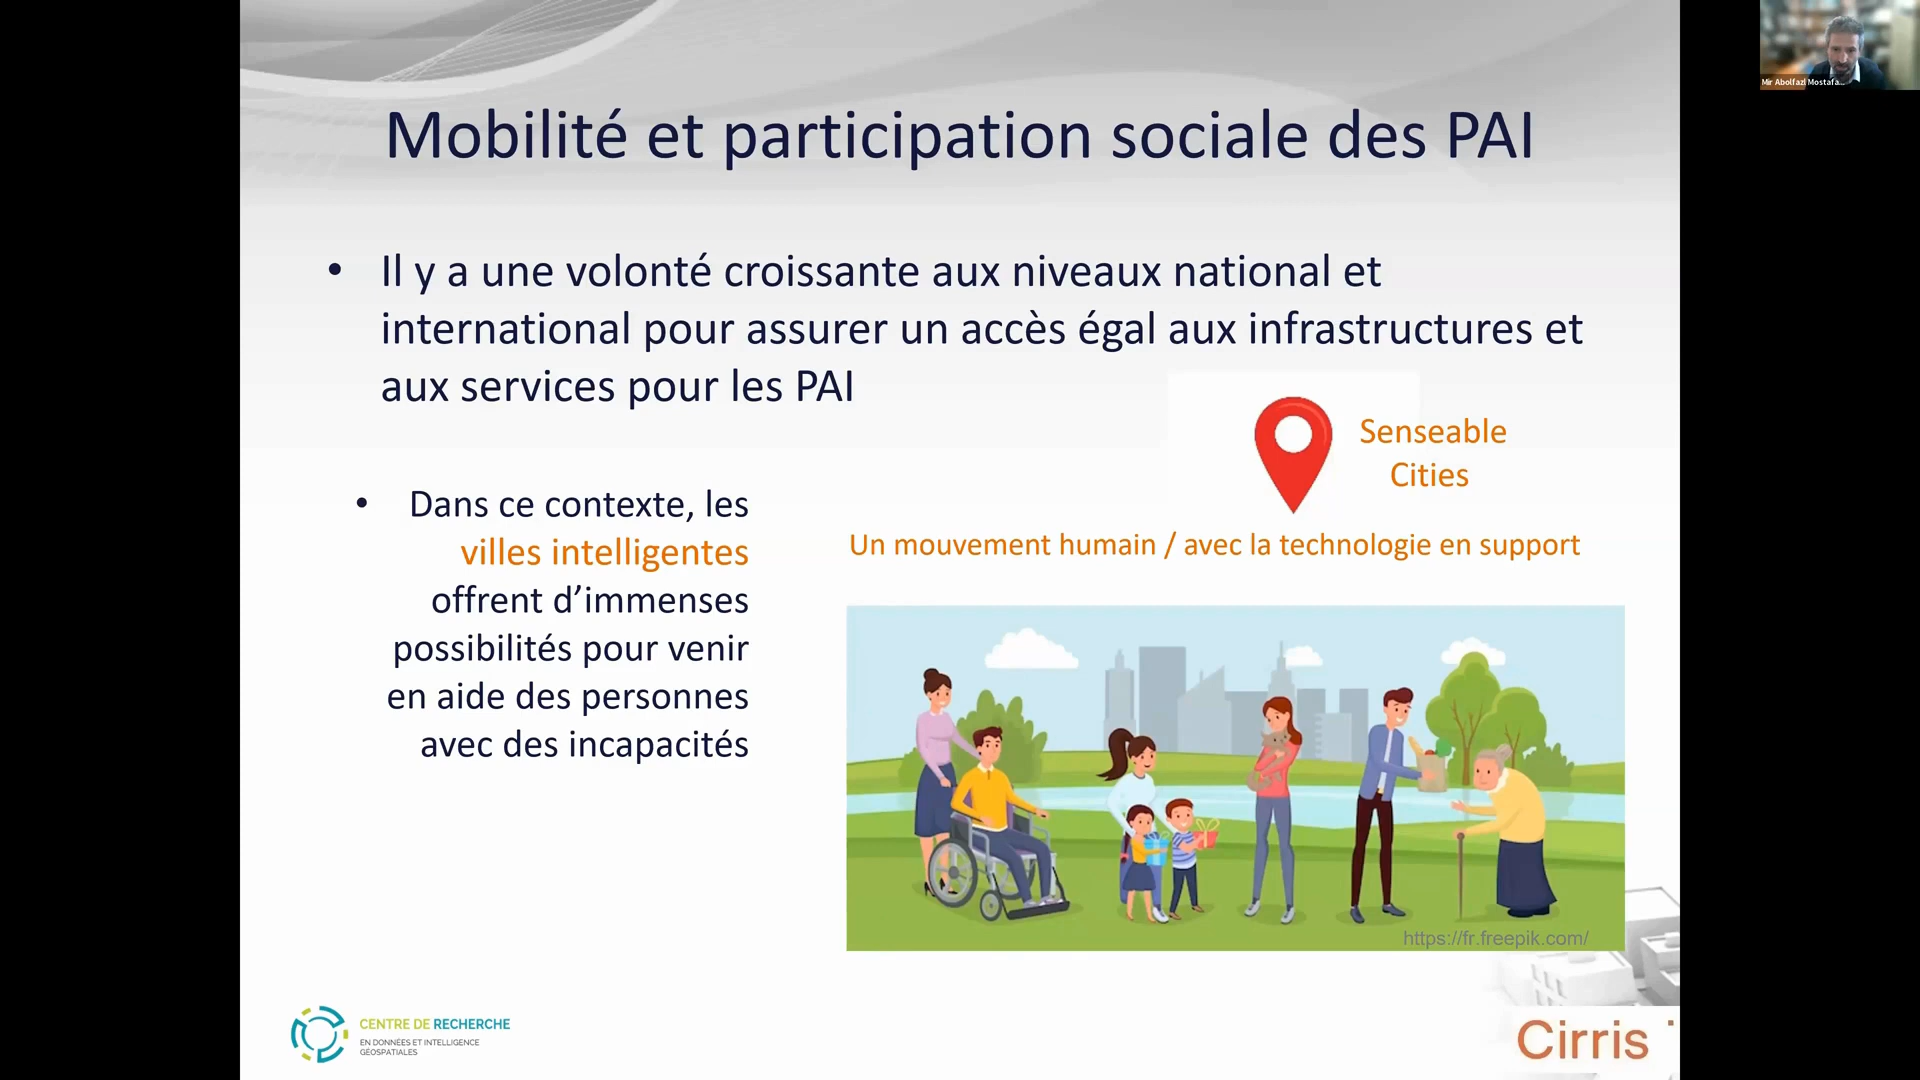 Mir Abolfazl Mostafa...
Mobilité et participation sociale des PAI
• Il y a une volonté croissante aux niveaux national et
international pour assurer un accès égal aux infrastructures et
aux services pour les PAI
Senseable
Cities
Un mouvement humain / avec la technologie en support
• Dans ce contexte, les
villes intelligentes
offrent d’immenses
possibilités pour venir
en aide des personnes
avec des incapacités
https://fr.freepik.com/
CENTRE DE RECHERCHE
EN DONNÉES ET INTELLIGENCE
GÉOSPATIALES
Cirris